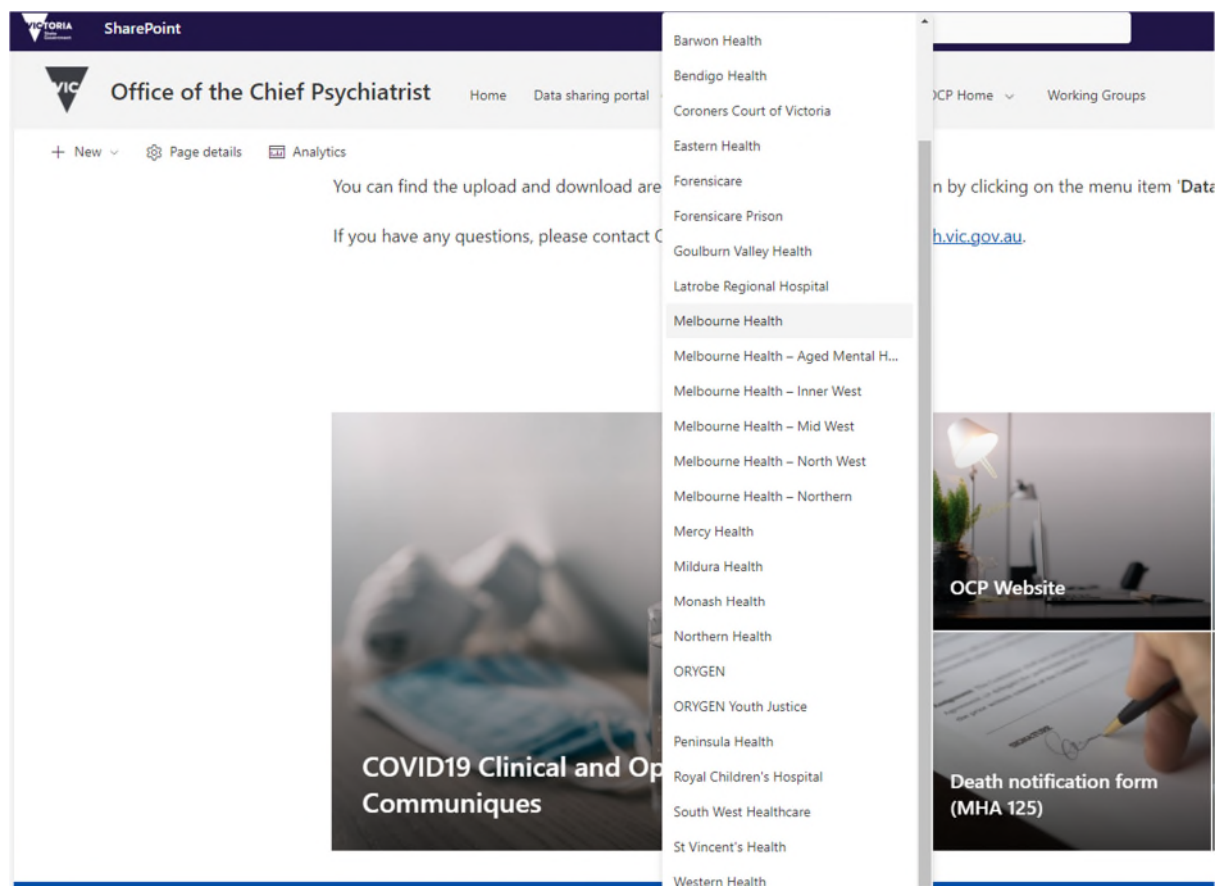 VICTORIA
State
Government
SharePoint
VIC
Office of the Chief Psychiatrist
Home
Data sharing portal
OCP Home
Working Groups
New
Page details
Analytics
You can find the upload and download are
n by clicking on the menu item 'Data
If you have any questions, please contact
h.vic.gov.au.
Barwon Health
Bendigo Health
Coroners Court of Victoria
Eastern Health
Forensicare
Forensicare Prison
Goulburn Valley Health
Latrobe Regional Hospital
Melbourne Health
Melbourne Health – Aged Mental H...
Melbourne Health – Inner West
Melbourne Health – Mid West
Melbourne Health – North West
Melbourne Health – Northern
Mercy Health
Mildura Health
Monash Health
Northern Health
ORYGEN
ORYGEN Youth Justice
Peninsula Health
Royal Children's Hospital
South West Healthcare
St Vincent's Health
Western Health
COVID19 Clinical and Op
Communiques
OCP Website
SIGNATURE
Death notification form
(MHA 125)